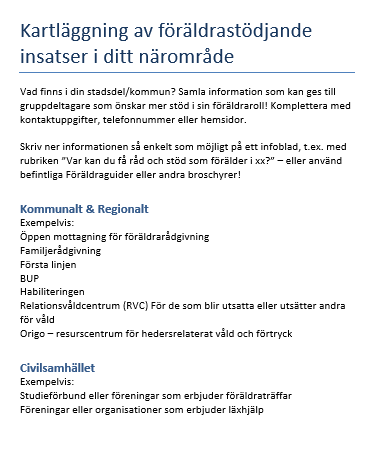 Kartläggning av föräldrastödjande
insatser i ditt närområde
Vad finns i din stadsdel/kommun? Samla information som kan ges till
gruppdeltagare som önskar mer stöd i sin föräldraroll! Komplettera med
kontaktuppgifter, telefonnummer eller hemsidor.
Skriv ner informationen så enkelt som möjligt på ett infoblad, t.ex. med
rubriken ”Var kan du få råd och stöd som förälder i xx?” – eller använd
befintliga Föräldraguider eller andra broschyrer!
Kommunalt & Regionalt
Exempelvis:
Öppen mottagning för föräldrarådgivning
Familjerådgivning
Första linjen
BUP
Habiliteringen
Relationsvåldcentrum (RVC) För de som blir utsatta eller utsätter andra
för våld
Origo – resurscentrum för hedersrelaterat våld och förtryck
Civilsamhället
Exempelvis:
Studieförbund eller föreningar som erbjuder föräldraträffar
Föreningar eller organisationer som erbjuder läxhjälp